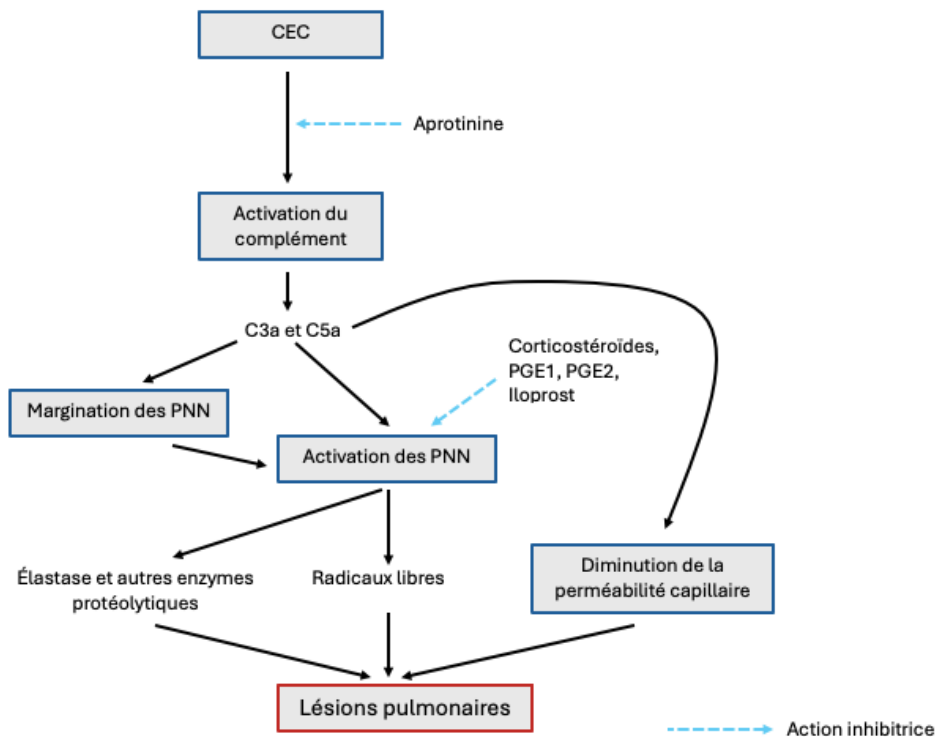 CEC
Aprotinine
Activation du
complément
C3a et C5a
Corticostéroïdes,
PGE1, PGE2,
Iloprost
Margination des PNN
Activation des PNN
Élastase et autres enzymes
protéolytiques
Radicaux libres
Diminution de la
perméabilité capillaire
Lésions pulmonaires
Action inhibitrice